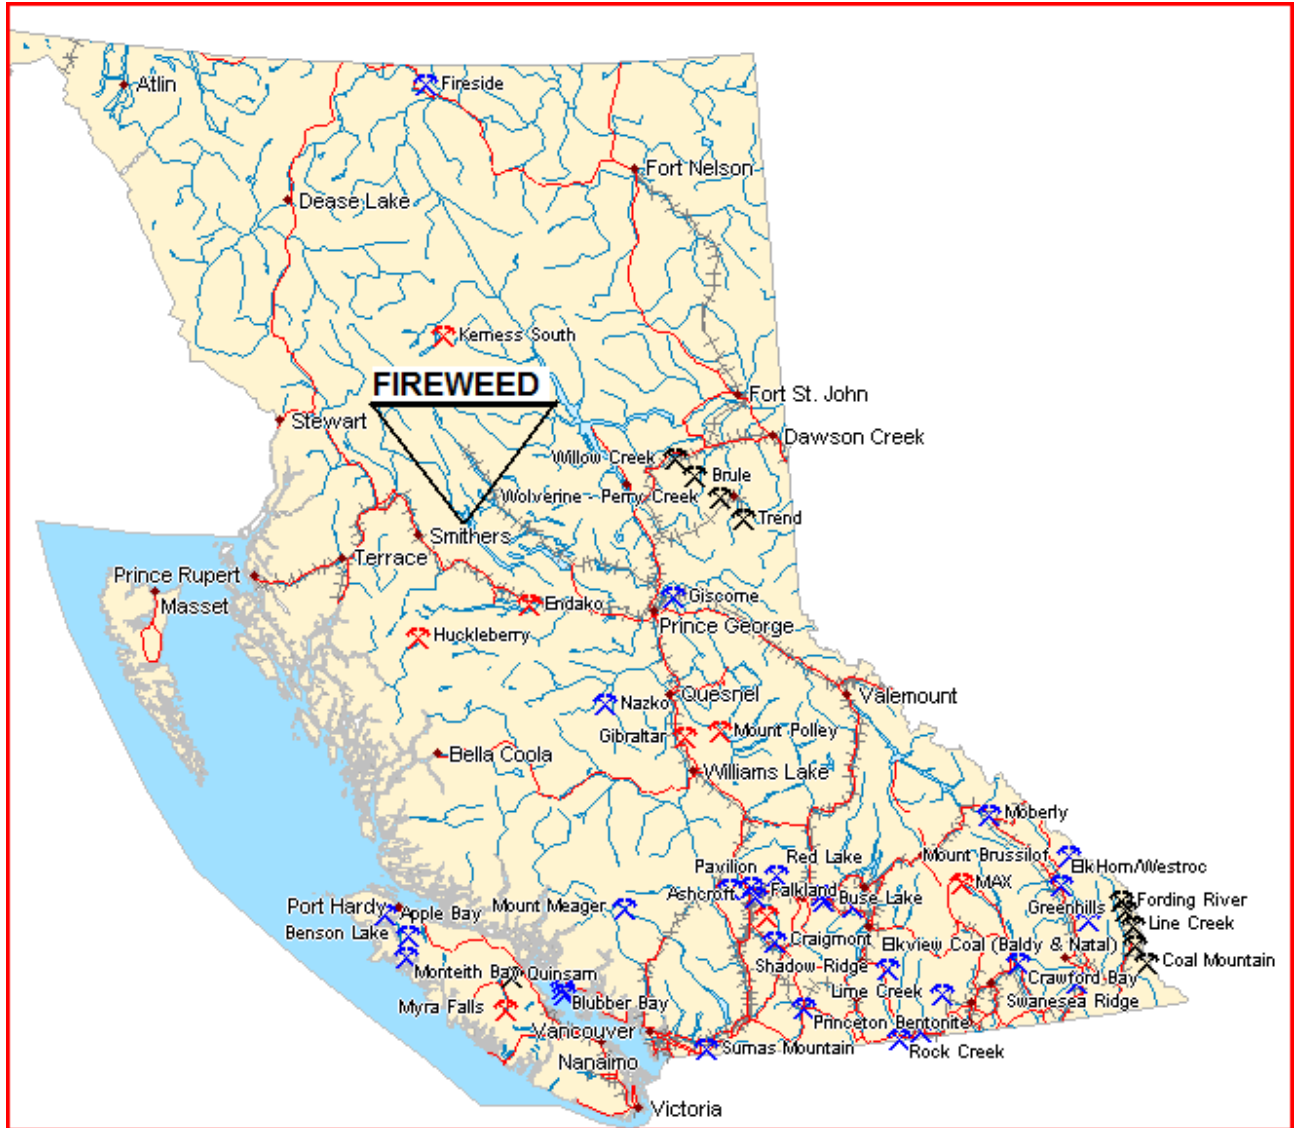 Atlin
Fireside
Fort Nelson
Dease Lake
Kemess South
FIREWEED
Fort St. John
Stewart
Dawson Creek
Willow Creek
Brule
Wolverine - Perry Creek
Trend
Smithers
Terrace
Prince Rupert
Masset
Endako
Giscome
Prince George
Huckleberry
Quesnel
Valemount
Nazko
Gibraltar
Mount Polley
Bella Coola
Williams Lake
Moberly
Red Lake
Mount Brussilof
Pavilion
ElkHorn/Westroc
Ashcroft
Falkland
MAX
Buse Lake
Fording River
Port Hardy
Apple Bay
Mount Meager
Greenhills
Line Creek
Benson Lake
Craigmont
Elkview Coal (Baldy & Natal)
Coal Mountain
Monteith Bay
Quinsam
Shadow Ridge
Crawford Bay
Myra Falls
Blubber Bay
Lime Creek
Swanesea Ridge
Vancouver
Princeton Bentonite
Nanaimo
Sumas Mountain
Rock Creek
Victoria